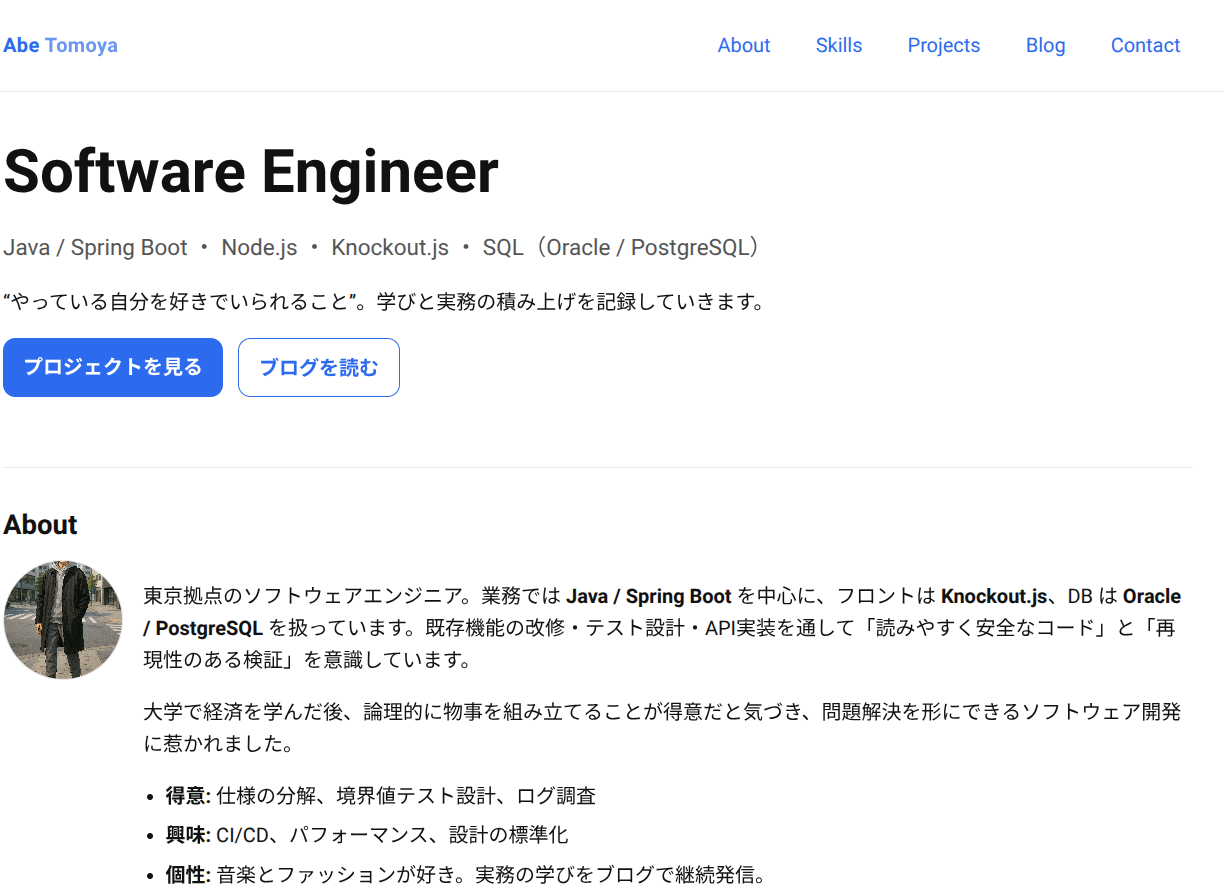 Abe Tomoya
About Skills Projects Blog Contact
Software Engineer
Java / Spring Boot ・ Node.js ・ Knockout.js ・ SQL（Oracle / PostgreSQL）
“やっている自分を好きでいられること”。学びと実務の積み上げを記録していきます。
プロジェクトを見る ブログを読む
About
東京拠点のソフトウェアエンジニア。業務では Java / Spring Boot を中心に、フロントは Knockout.js、DB は Oracle
/ PostgreSQL を扱っています。既存機能の改修・テスト設計・API実装を通して「読みやすく安全なコード」と「再
現性のある検証」を意識しています。
大学で経済を学んだ後、論理的に物事を組み立てることが得意だと気づき、問題解決を形にできるソフトウェア開発
に惹かれました。
• 得意: 仕様の分解、境界値テスト設計、ログ調査
• 興味: CI/CD、パフォーマンス、設計の標準化
• 個性: 音楽とファッションが好き。実務の学びをブログで継続発信。